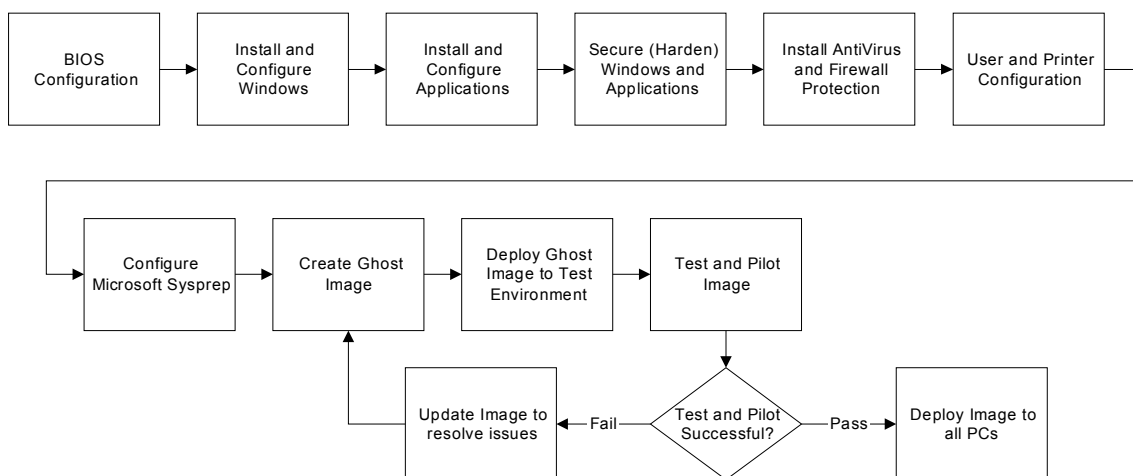 BIOS
Configuration
Install and
Configure
Windows
Install and
Configure
Applications
Secure (Harden)
Windows and
Applications
Install AntiVirus
and Firewall
Protection
User and Printer
Configuration
Configure
Microsoft Sysprep
Create Ghost
Image
Deploy Ghost
Image to Test
Environment
Test and Pilot
Image
Update Image to
resolve issues
Fail
Test and Pilot
Successful?
Pass
Deploy Image to
all PCs